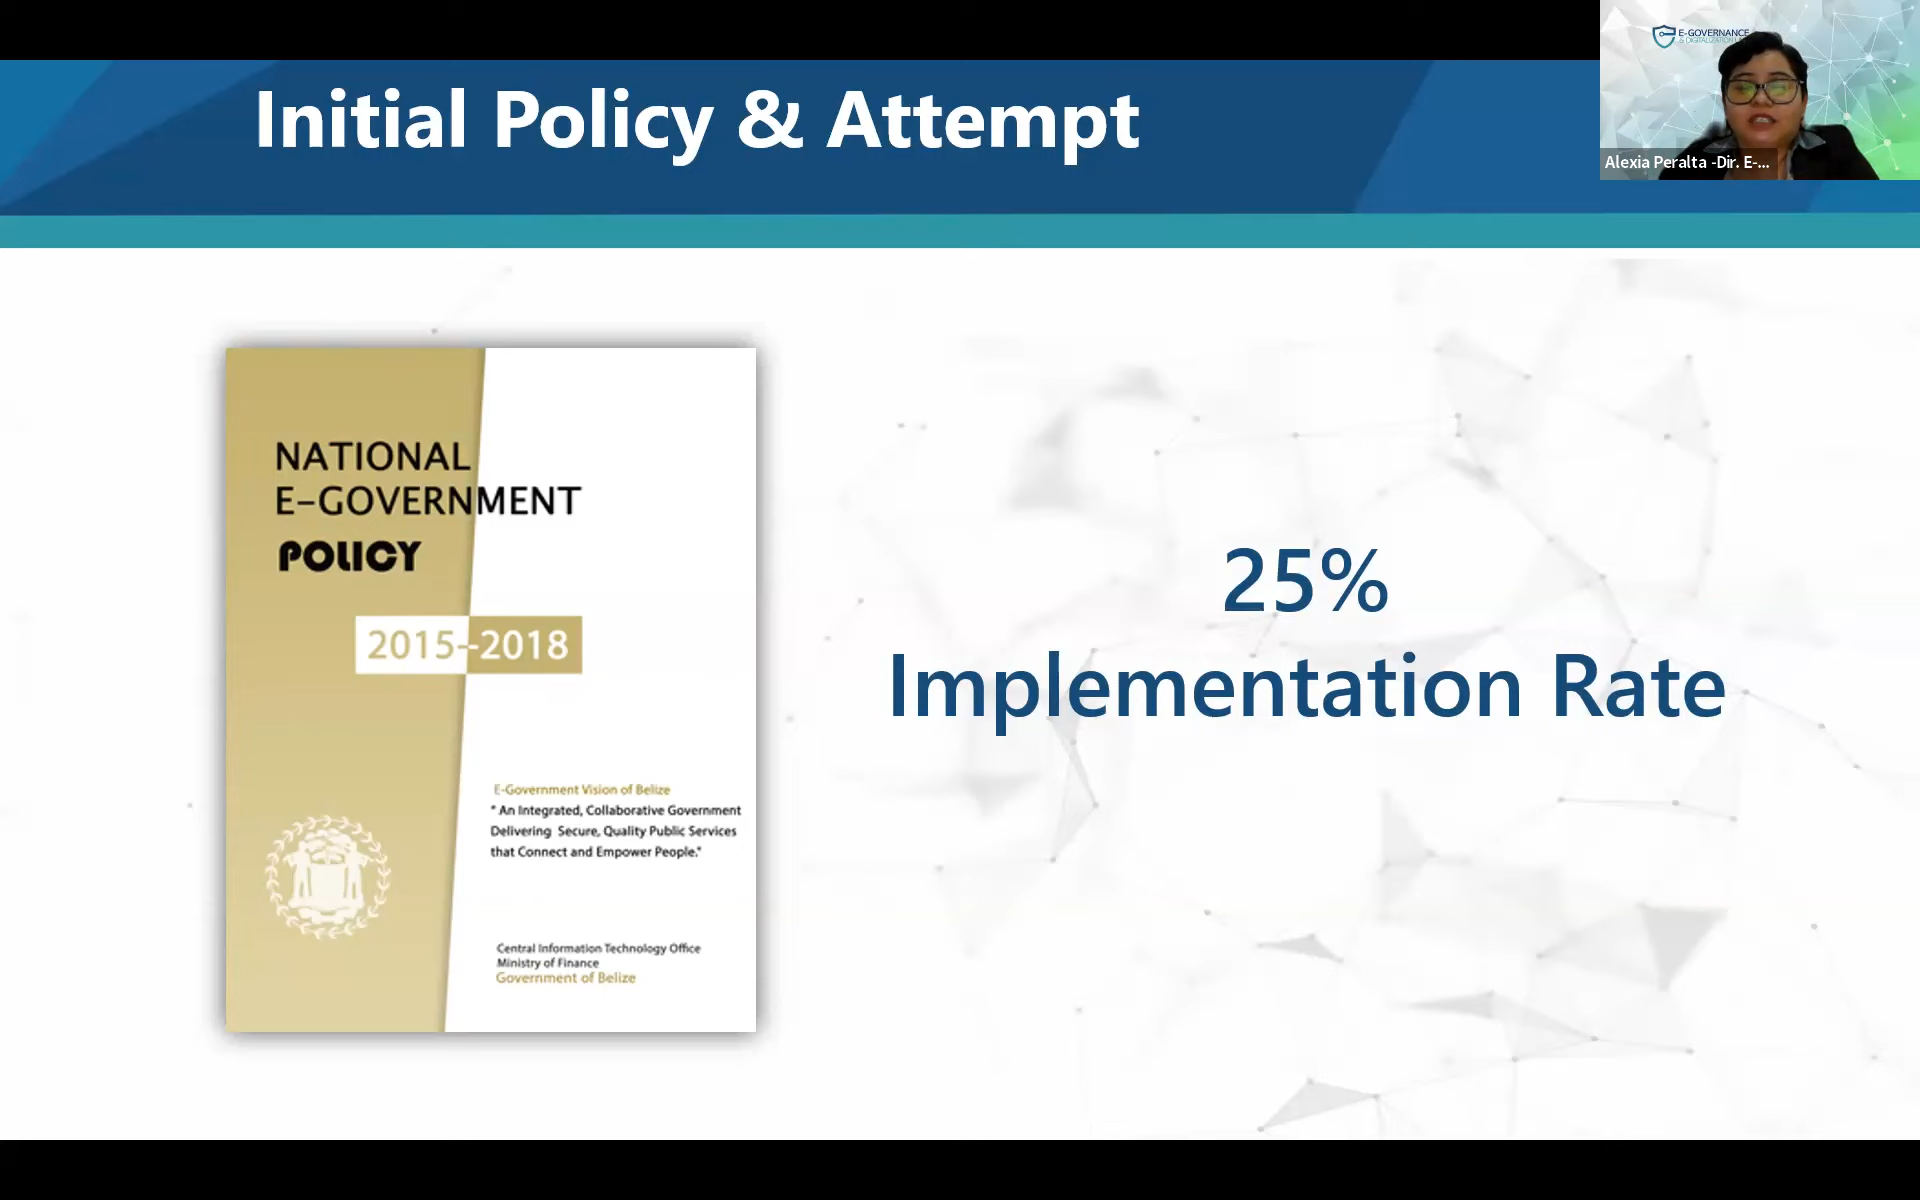 Initial Policy & Attempt
E-GOVERNANCE
& DIGITALIZATION
Alexia Peralta -Dir. E-...
NATIONAL
E-GOVERNMENT
POLICY
2015--2018
E-Government Vision of Belize
" An Integrated, Collaborative Government
Delivering Secure, Quality Public Services
that Connect and Empower People."
Central Information Technology Office
Ministry of Finance
Government of Belize
25%
Implementation Rate